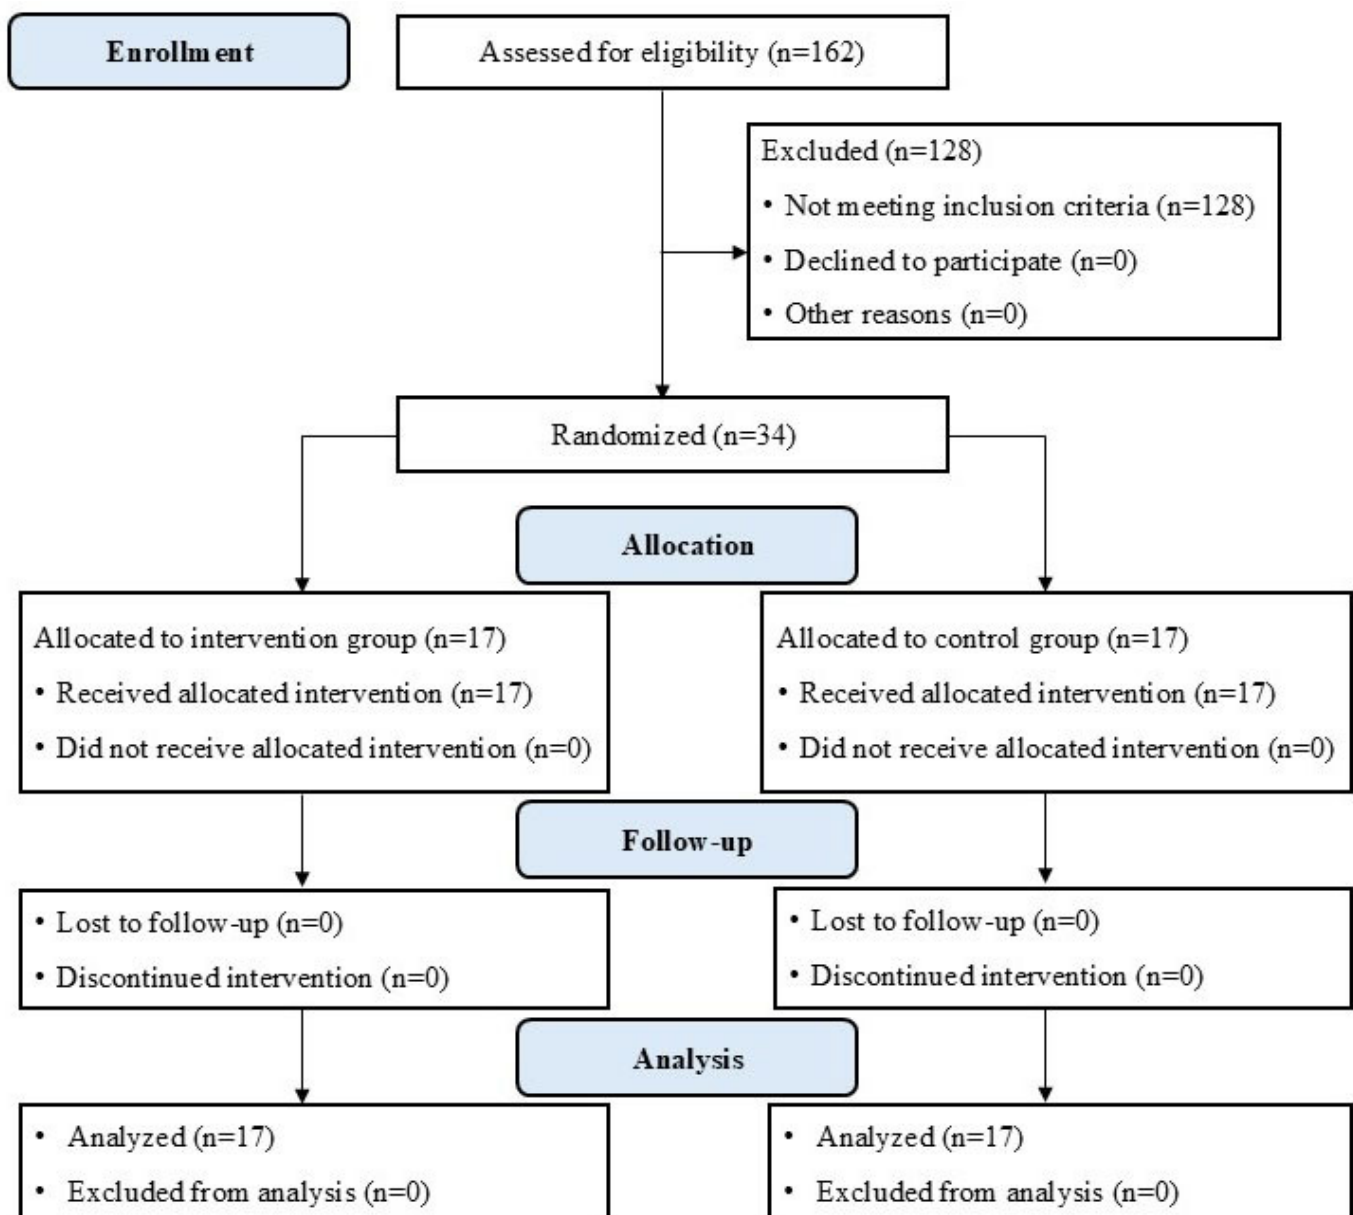 Enrollment
Assessed for eligibility (n=162)
Excluded (n=128)
• Not meeting inclusion criteria (n=128)
• Declined to participate (n=0)
• Other reasons (n=0)
Randomized (n=34)
Allocation
Allocated to intervention group (n=17)
• Received allocated intervention (n=17)
• Did not receive allocated intervention (n=0)
Allocated to control group (n=17)
• Received allocated intervention (n=17)
• Did not receive allocated intervention (n=0)
Follow-up
• Lost to follow-up (n=0)
• Discontinued intervention (n=0)
• Lost to follow-up (n=0)
• Discontinued intervention (n=0)
Analysis
• Analyzed (n=17)
• Excluded from analysis (n=0)
• Analyzed (n=17)
• Excluded from analysis (n=0)